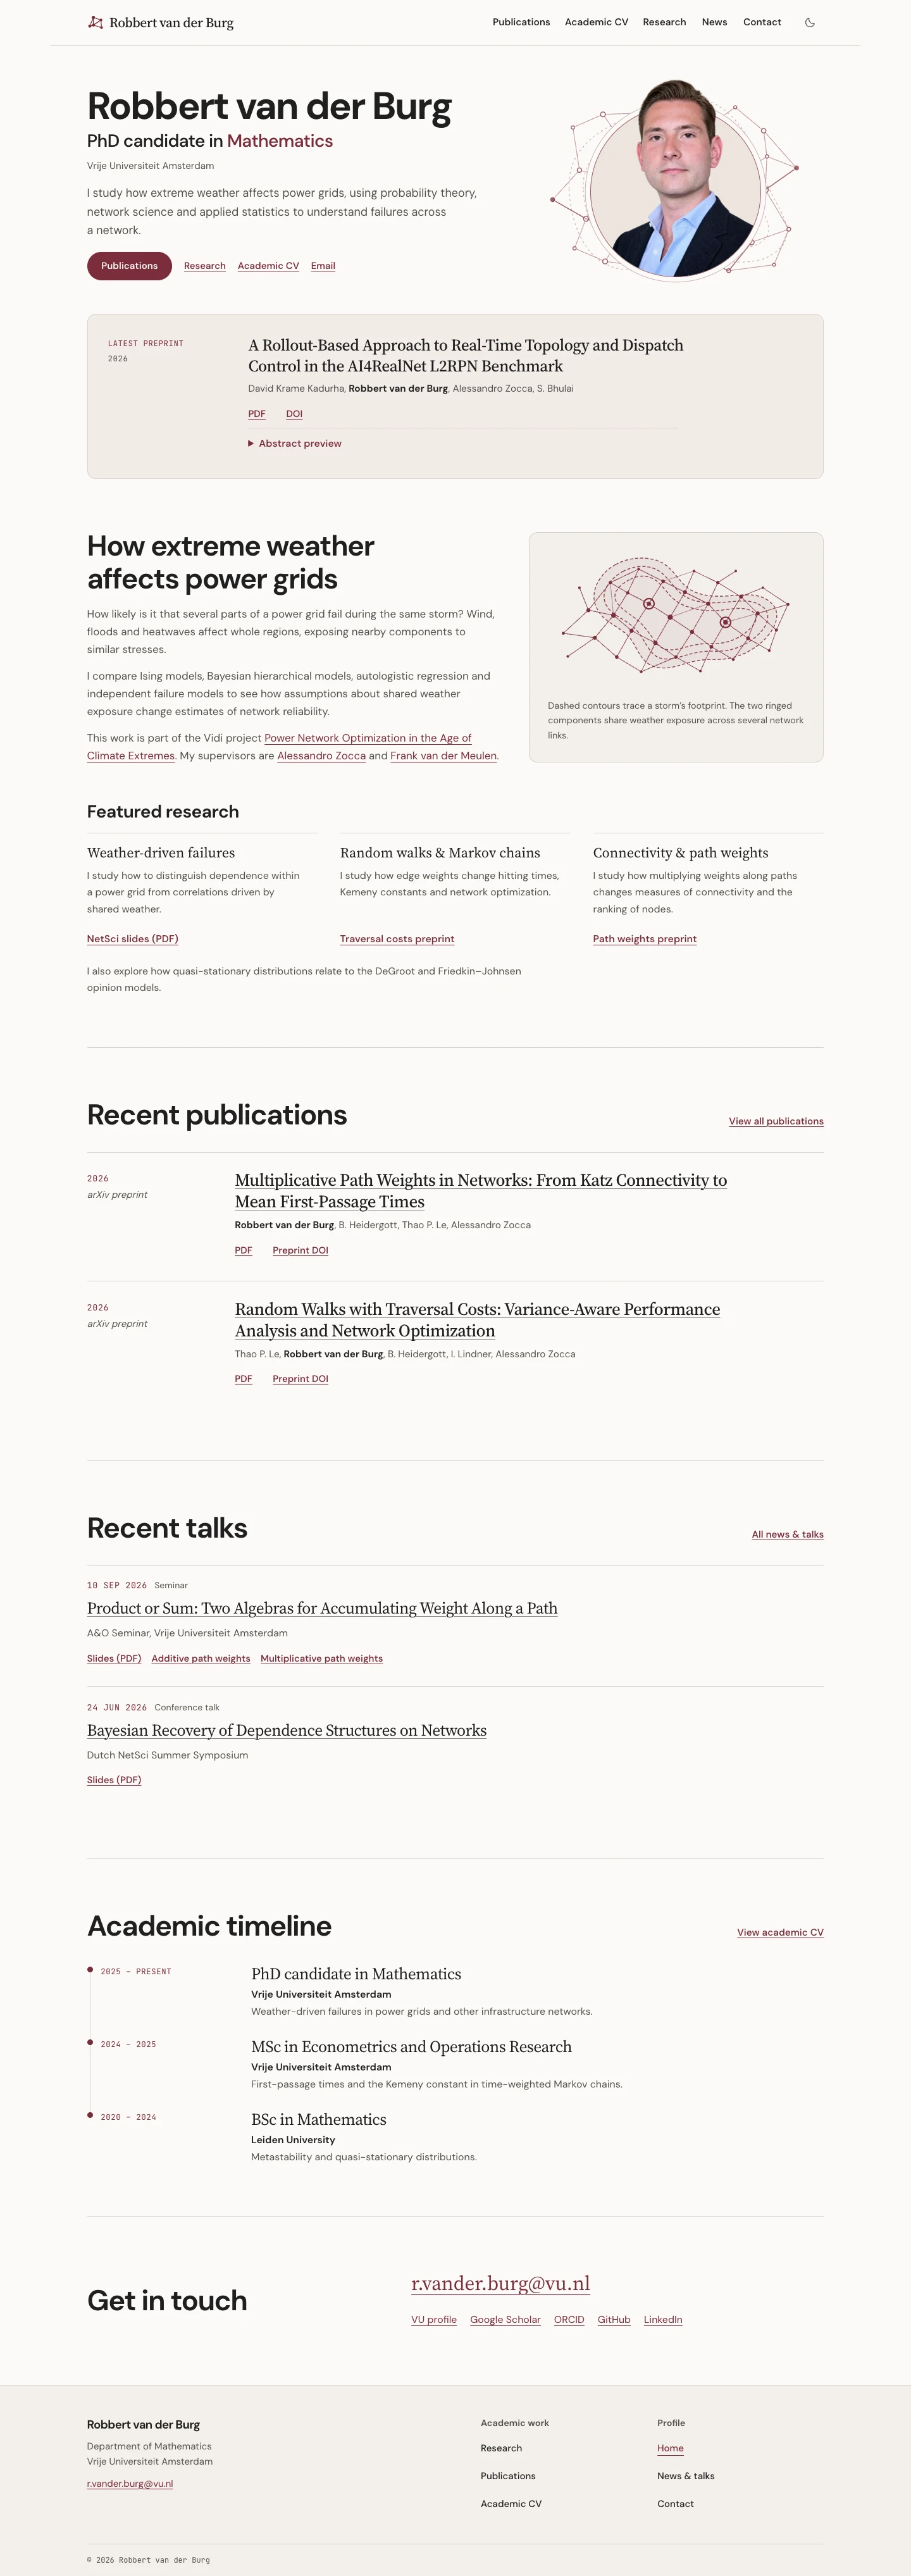 Robbert van der Burg
Publications Academic CV Research News Contact
Robbert van der Burg
PhD candidate in Mathematics
Vrije Universiteit Amsterdam
I study how extreme weather affects power grids, using probability theory,
network science and applied statistics to understand failures across
a network.
Publications Research Academic CV Email
LATEST PREPRINT
2026
A Rollout-Based Approach to Real-Time Topology and Dispatch
Control in the AI4RealNet L2RPN Benchmark
David Krame Kadurha, Robbert van der Burg, Alessandro Zocca, S. Bhulai
PDF DOI
Abstract preview
How extreme weather
affects power grids
How likely is it that several parts of a power grid fail during the same storm? Wind,
floods and heatwaves affect whole regions, exposing nearby components to
similar stresses.
I compare Ising models, Bayesian hierarchical models, autologistic regression and
independent failure models to see how assumptions about shared weather
exposure change estimates of network reliability.
This work is part of the Vidi project Power Network Optimization in the Age of
Climate Extremes. My supervisors are Alessandro Zocca and Frank van der Meulen.
Dashed contours trace a storm's footprint. The two ringed
components share weather exposure across several network
links.
Featured research
Weather-driven failures
I study how to distinguish dependence within
a power grid from correlations driven by
shared weather.
NetSci slides (PDF)
Random walks & Markov chains
I study how edge weights change hitting times,
Kemeny constants and network optimization.
Traversal costs preprint
Connectivity & path weights
I study how multiplying weights along paths
changes measures of connectivity and the
ranking of nodes.
Path weights preprint
I also explore how quasi-stationary distributions relate to the DeGroot and Friedkin–Johnsen
opinion models.
Recent publications
View all publications
2026
arXiv preprint
Multiplicative Path Weights in Networks: From Katz Connectivity to
Mean First-Passage Times
Robbert van der Burg, B. Heidergott, Thao P. Le, Alessandro Zocca
PDF Preprint DOI
2026
arXiv preprint
Random Walks with Traversal Costs: Variance-Aware Performance
Analysis and Network Optimization
Thao P. Le, Robbert van der Burg, B. Heidergott, I. Lindner, Alessandro Zocca
PDF Preprint DOI
Recent talks
All news & talks
10 SEP 2026 Seminar
Product or Sum: Two Algebras for Accumulating Weight Along a Path
A&O Seminar, Vrije Universiteit Amsterdam
Slides (PDF) Additive path weights Multiplicative path weights
24 JUN 2026 Conference talk
Bayesian Recovery of Dependence Structures on Networks
Dutch NetSci Summer Symposium
Slides (PDF)
Academic timeline
View academic CV
2025 – PRESENT
PhD candidate in Mathematics
Vrije Universiteit Amsterdam
Weather-driven failures in power grids and other infrastructure networks.
2024 – 2025
MSc in Econometrics and Operations Research
Vrije Universiteit Amsterdam
First-passage times and the Kemeny constant in time-weighted Markov chains.
2020 – 2024
BSc in Mathematics
Leiden University
Metastability and quasi-stationary distributions.
Get in touch
r.vander.burg@vu.nl
VU profile Google Scholar ORCID GitHub LinkedIn
Robbert van der Burg
Department of Mathematics
Vrije Universiteit Amsterdam
r.vander.burg@vu.nl
Academic work
Research
Publications
Academic CV
Profile
Home
News & talks
Contact
© 2026 Robbert van der Burg